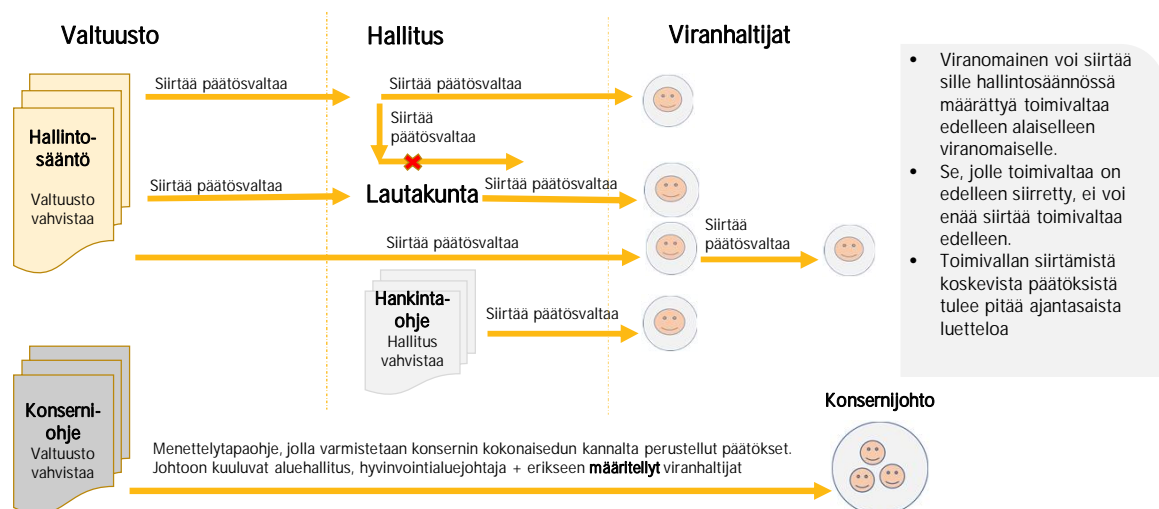 Valtuusto
Hallitus
Viranhaltijat
Hallinto-
sääntö
Valtuusto
vahvistaa
Siirtää päätösvaltaa
Siirtää päätösvaltaa
Siirtää
päätösvaltaa
Siirtää päätösvaltaa
Lautakunta
Siirtää päätösvaltaa
Siirtää päätösvaltaa
Siirtää
päätösvaltaa
Hankinta-
ohje
Hallitus
vahvistaa
Siirtää päätösvaltaa
• Viranomainen voi siirtää
sille hallintosäännössä
määrättyä toimivaltaa
edelleen alaiselleen
viranomaiselle.
• Se, jolle toimivaltaa on
edelleen siirretty, ei voi
enää siirtää toimivaltaa
edelleen.
• Toimivallan siirtämistä
koskevista päätöksistä
tulee pitää ajantasaista
luetteloa
Konserni-
ohje
Valtuusto
vahvistaa
Menettelytapaohje, jolla varmistetaan konsernin kokonaisedun kannalta perustellut päätökset.
Johtoon kuuluvat aluehallitus, hyvinvointialuejohtaja + erikseen määritellyt viranhaltijat
Konsernijohto